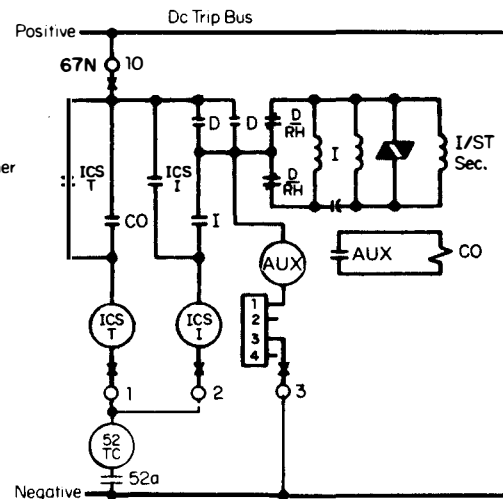 Dc Trip Bus
Positive
67N 10
D D D RH I I/ST Sec.
ner
ICS T
ICS I
D RH
CO I
AUX CO
AUX
ICS T
ICS I
1
2
3
4
1 2 3
52 TC
52a
Negative